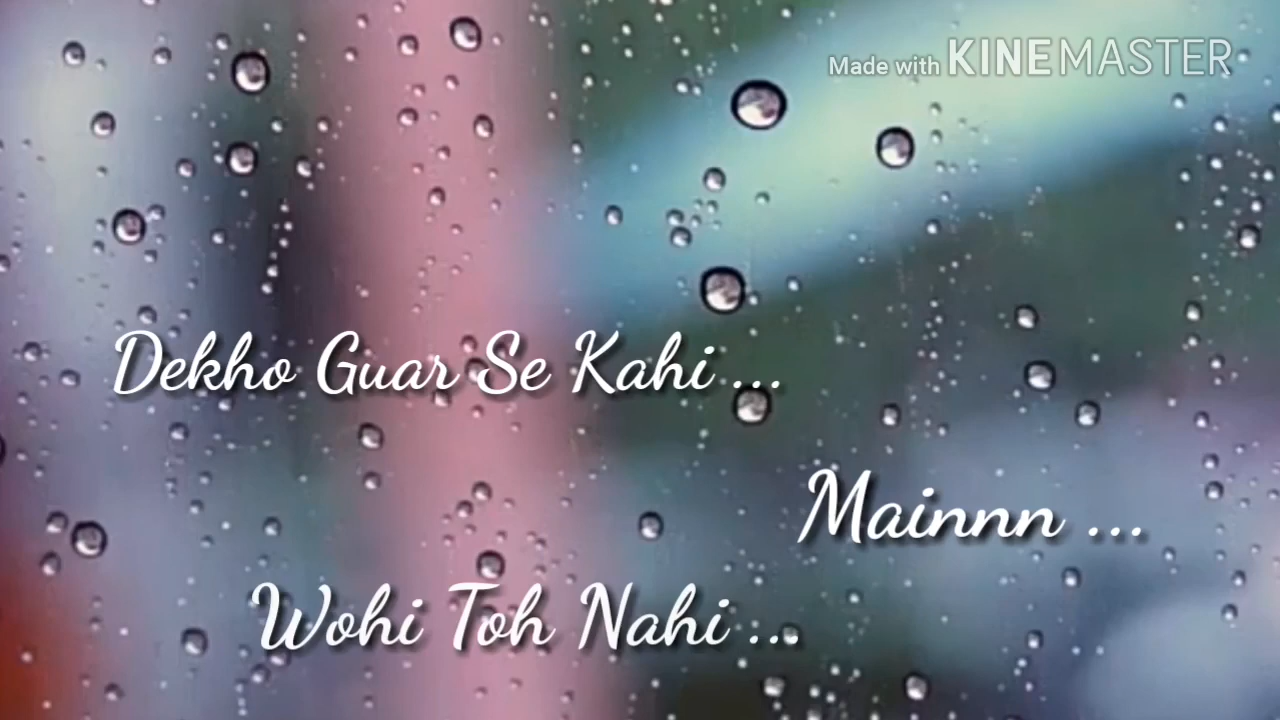 Made with KINEMASTER
Dekho Guar Se Kahi ...
Mainnn ...
Wohi Toh Nahi ...